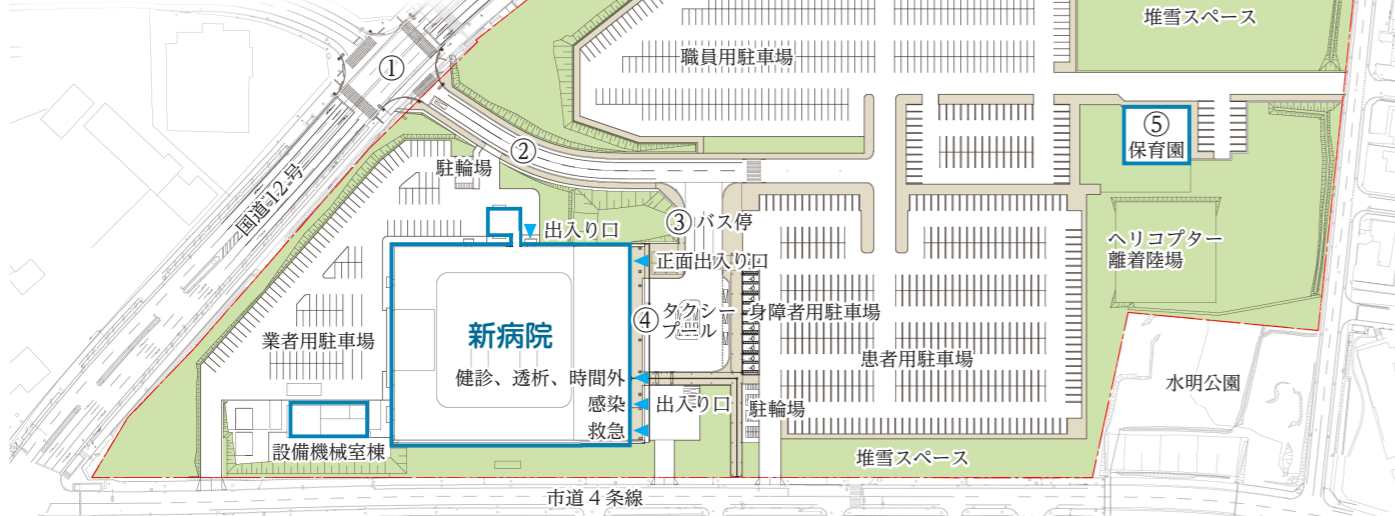 堆雪スペース
①
職員用駐車場
②
⑤
保育園
駐輪場
国道12号
③バス停
出入り口
ヘリコプター
離着陸場
正面出入り口
④
タクシー
プール
身障者用駐車場
新病院
業者用駐車場
患者用駐車場
健診、透析、時間外
水明公園
感染
出入り口
駐輪場
救急
設備機械室棟
堆雪スペース
市道4条線